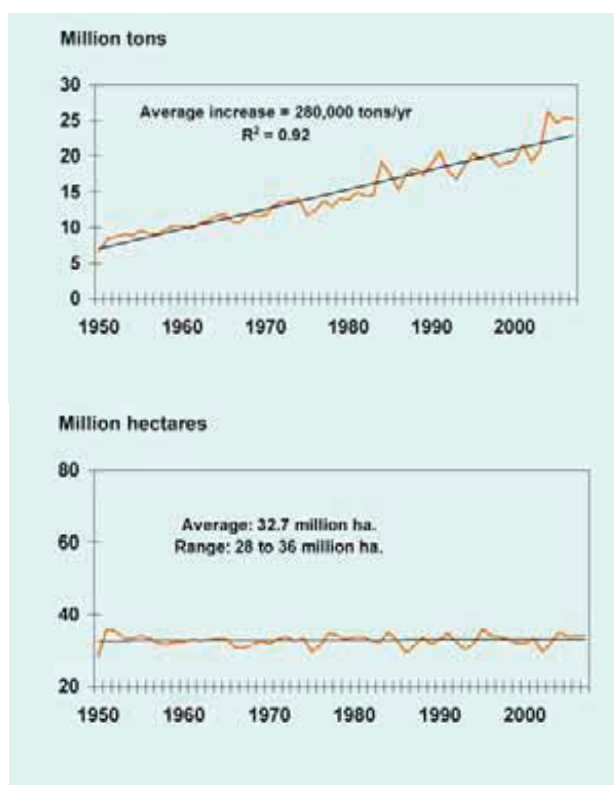 Million tons
30
Average increase = 280,000 tons/yr
25
R² = 0.92
20
15
10
5
0
1950 1960 1970 1980 1990 2000
Million hectares
80
Average: 32.7 million ha.
60
Range: 28 to 36 million ha.
40
20
1950 1960 1970 1980 1990 2000